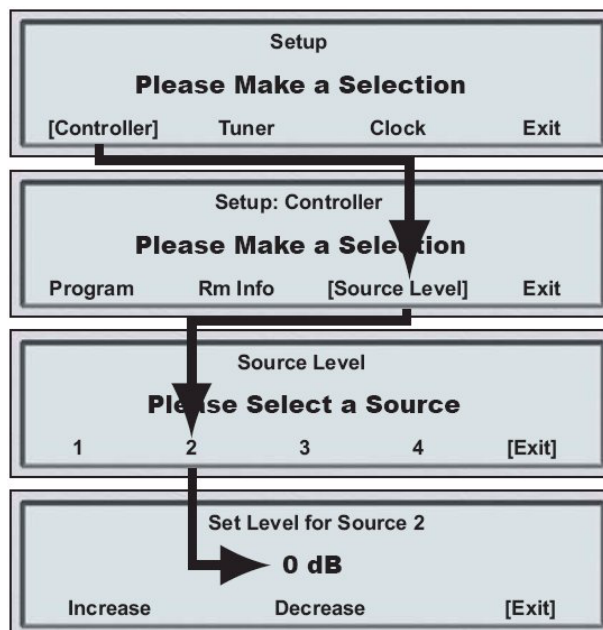 Setup
Please Make a Selection
[Controller] Tuner Clock Exit
Setup: Controller
Please Make a Selection
Program Rm Info [Source Level] Exit
Source Level
Please Select a Source
1 2 3 4 [Exit]
Set Level for Source 2
0 dB
Increase Decrease [Exit]